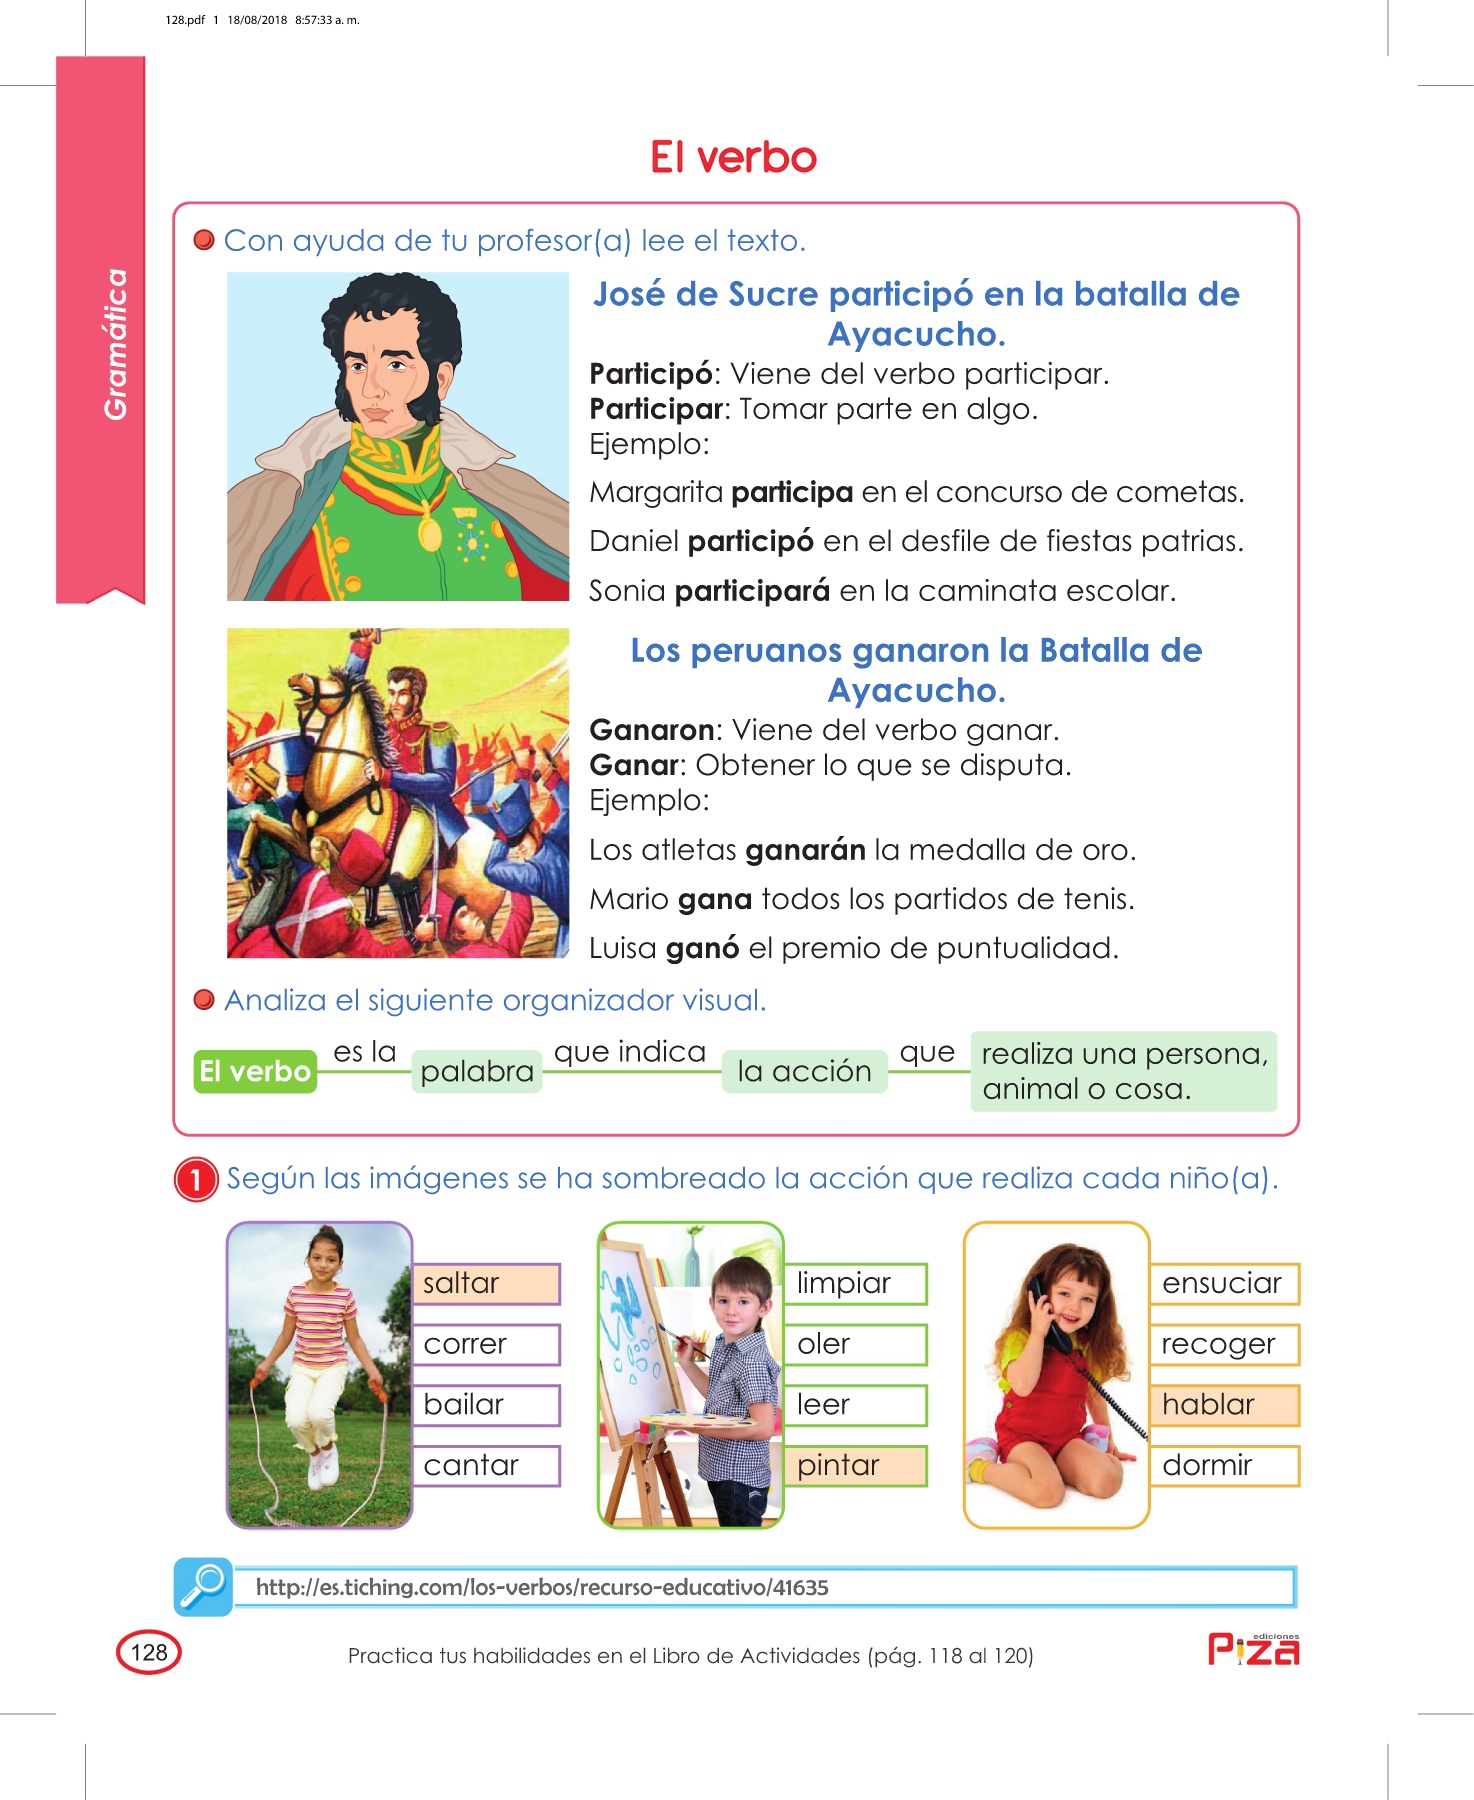 128.pdf 1 18/08/2018 8:57:33 a. m.
Gramática
El verbo
Con ayuda de tu profesor(a) lee el texto.
José de Sucre participó en la batalla de
Ayacucho.
Participó: Viene del verbo participar.
Participar: Tomar parte en algo.
Ejemplo:
Margarita participa en el concurso de cometas.
Daniel participó en el desfile de fiestas patrias.
Sonia participará en la caminata escolar.
Los peruanos ganaron la Batalla de
Ayacucho.
Ganaron: Viene del verbo ganar.
Ganar: Obtener lo que se disputa.
Ejemplo:
Los atletas ganarán la medalla de oro.
Mario gana todos los partidos de tenis.
Luisa ganó el premio de puntualidad.
Analiza el siguiente organizador visual.
El verbo es la palabra que indica la acción que realiza una persona,
animal o cosa.
1 Según las imágenes se ha sombreado la acción que realiza cada niño(a).
saltar
correr
bailar
cantar
limpiar
oler
leer
pintar
ensuciar
recoger
hablar
dormir
http://es.tiching.com/los-verbos/recurso-educativo/41635
128
Practica tus habilidades en el Libro de Actividades (pág. 118 al 120)
ediciones
Piza